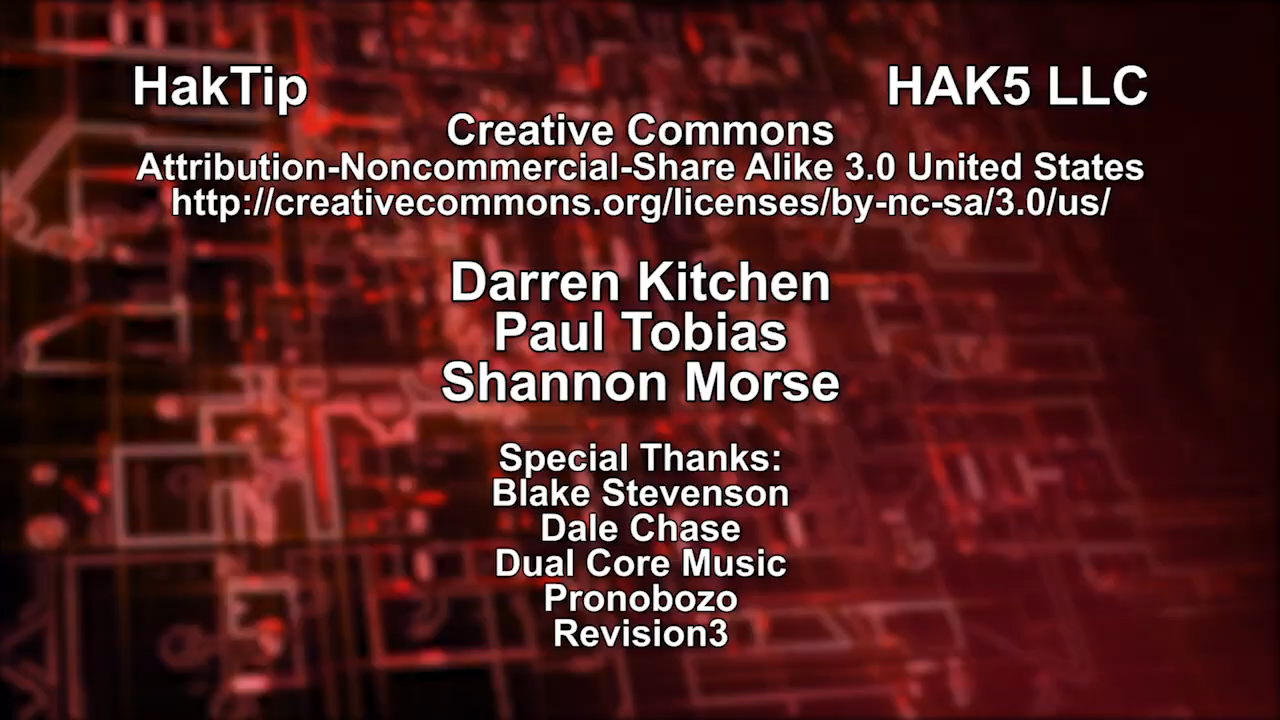 HakTip HAK5 LLC
Creative Commons
Attribution-Noncommercial-Share Alike 3.0 United States
http://creativecommons.org/licenses/by-nc-sa/3.0/us/
Darren Kitchen
Paul Tobias
Shannon Morse
Special Thanks:
Blake Stevenson
Dale Chase
Dual Core Music
Pronobozo
Revision3